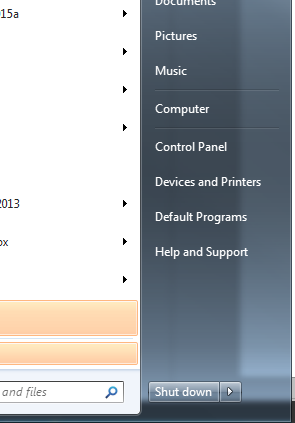 015a
Documents
Pictures
Music
Computer
Control Panel
Devices and Printers
2013
Default Programs
ox
Help and Support
and files
Shut down